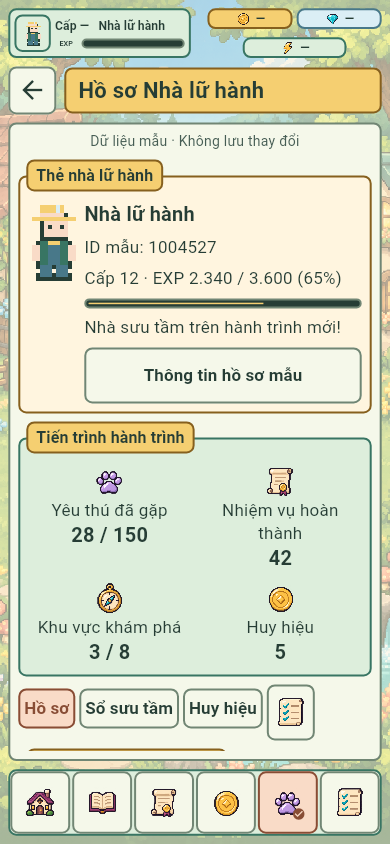 Cấp — Nhà lữ hành
EXP
—
—
—
Hồ sơ Nhà lữ hành
Dữ liệu mẫu · Không lưu thay đổi
Thẻ nhà lữ hành
Nhà lữ hành
ID mẫu: 1004527
Cấp 12 · EXP 2.340 / 3.600 (65%)
Nhà sưu tầm trên hành trình mới!
Thông tin hồ sơ mẫu
Tiến trình hành trình
Yêu thú đã gặp
28 / 150
Nhiệm vụ hoàn
thành
42
Khu vực khám phá
3 / 8
Huy hiệu
5
Hồ sơ Sổ sưu tầm Huy hiệu